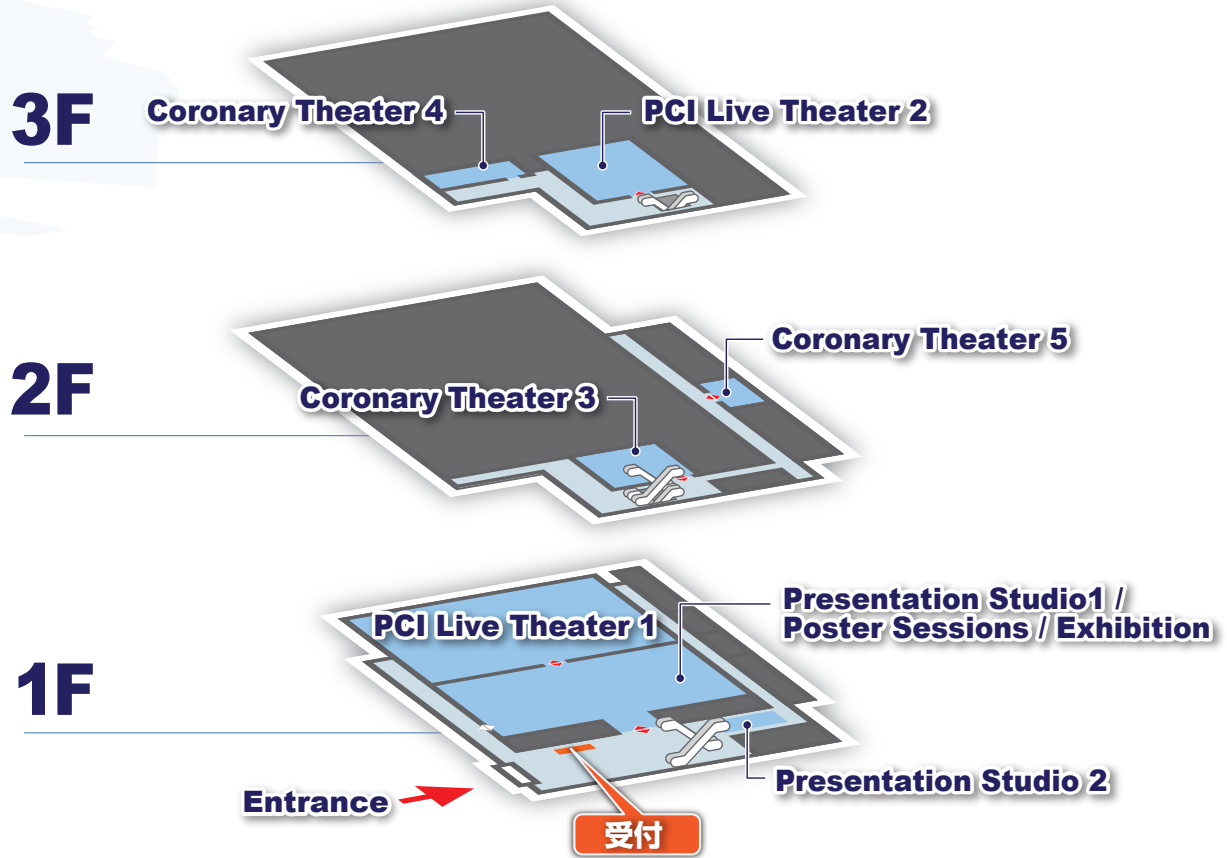 3F
Coronary Theater 4
PCI Live Theater 2
2F
Coronary Theater 5
Coronary Theater 3
1F
PCI Live Theater 1
Presentation Studio1 /
Poster Sessions / Exhibition
Presentation Studio 2
Entrance
受付